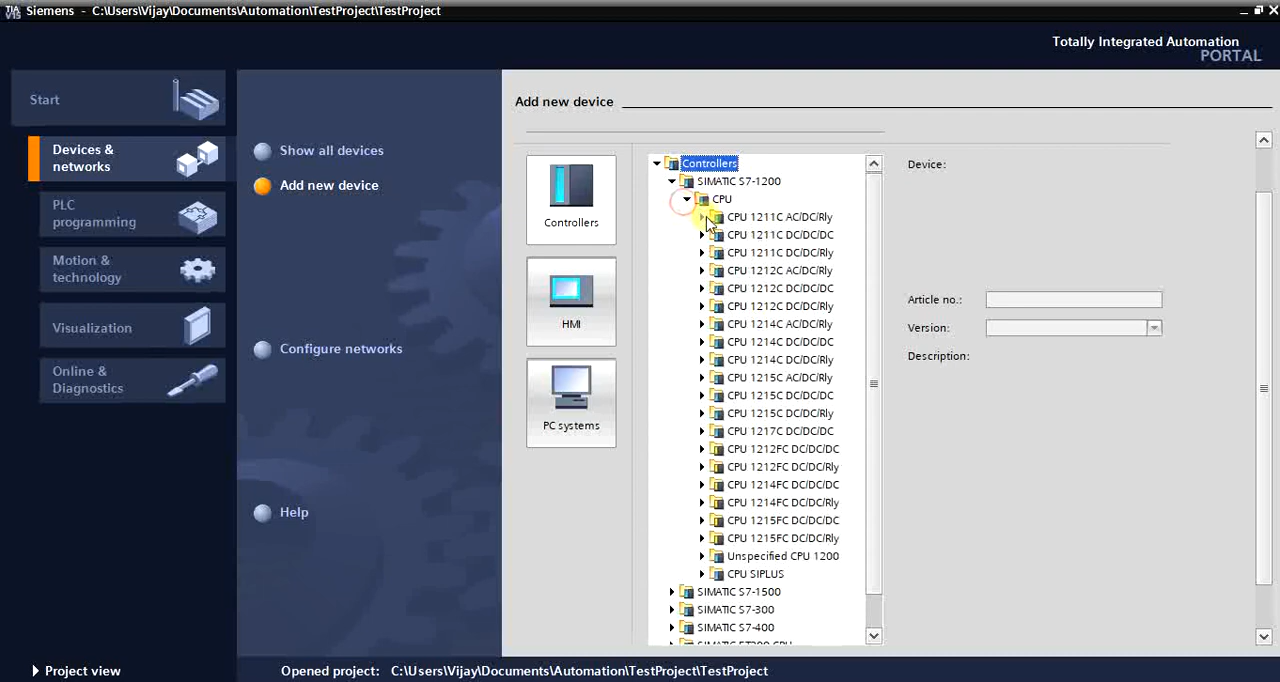 TIA
V15
Siemens - C:\Users\Vijay\Documents\Automation\TestProject\TestProject
Totally Integrated Automation
PORTAL
Start
Devices &
networks
PLC
programming
Motion &
technology
Visualization
Online &
Diagnostics
Show all devices
Add new device
Configure networks
Help
Add new device
Controllers
HMI
PC systems
Controllers
SIMATIC S7-1200
CPU
CPU 1211C AC/DC/Rly
CPU 1211C DC/DC/DC
CPU 1211C DC/DC/Rly
CPU 1212C AC/DC/Rly
CPU 1212C DC/DC/DC
CPU 1212C DC/DC/Rly
CPU 1214C AC/DC/Rly
CPU 1214C DC/DC/DC
CPU 1214C DC/DC/Rly
CPU 1215C AC/DC/Rly
CPU 1215C DC/DC/DC
CPU 1215C DC/DC/Rly
CPU 1217C DC/DC/DC
CPU 1212FC DC/DC/DC
CPU 1212FC DC/DC/Rly
CPU 1214FC DC/DC/DC
CPU 1214FC DC/DC/Rly
CPU 1215FC DC/DC/DC
CPU 1215FC DC/DC/Rly
Unspecified CPU 1200
CPU SIPLUS
SIMATIC S7-1500
SIMATIC S7-300
SIMATIC S7-400
Device:
Article no.:
Version:
Description:
Project view
Opened project: C:\Users\Vijay\Documents\Automation\TestProject\TestProject